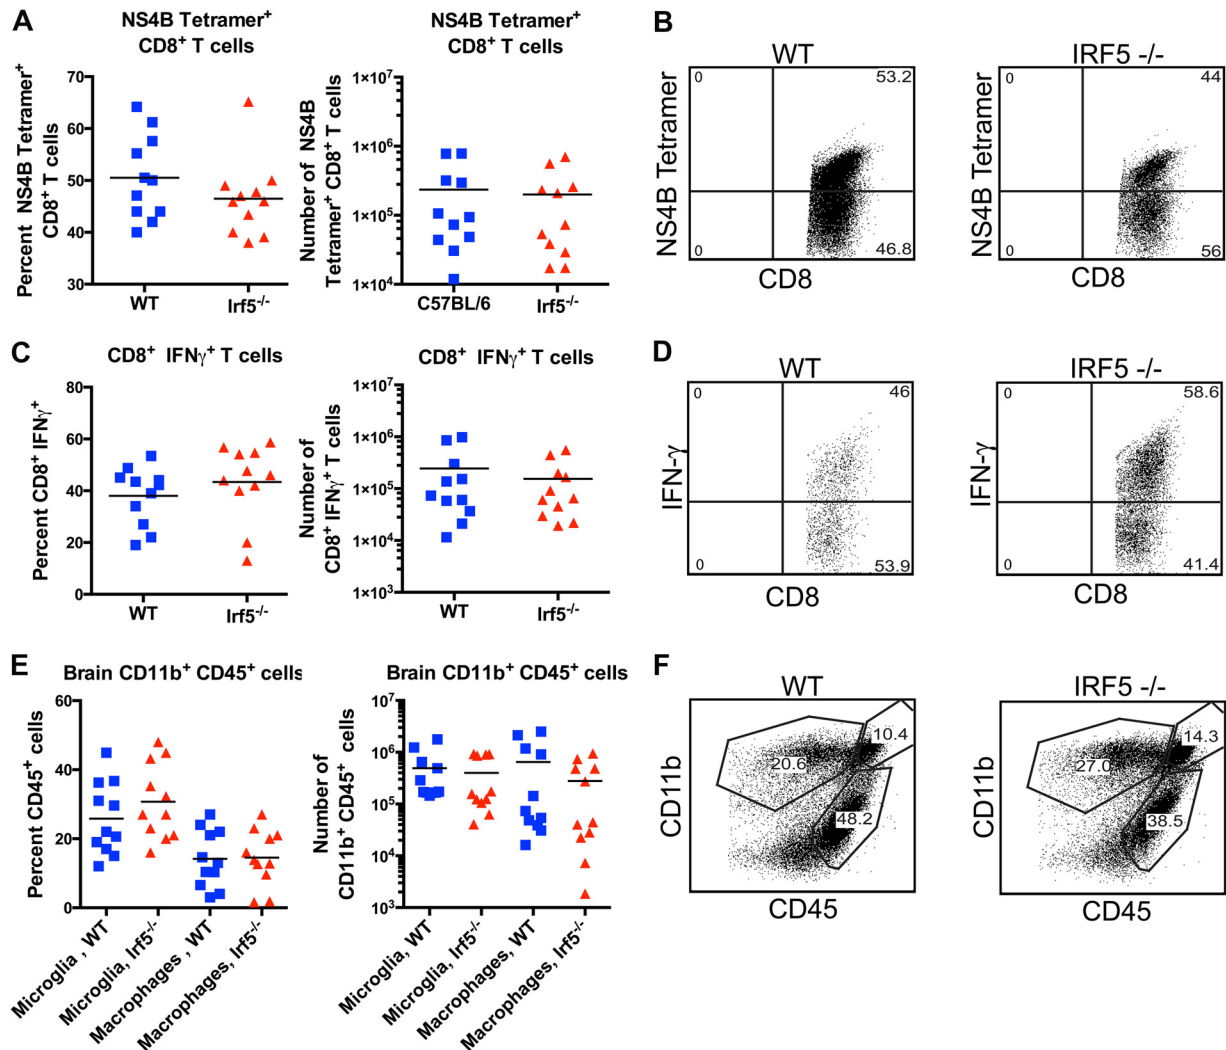 A
NS4B Tetramer+
CD8+ T cells
Percent NS4B Tetramer+
CD8+ T cells
70
60
50
40
30
WT
Irf5-/-
NS4B Tetramer+
CD8+ T cells
Number of NS4B
Tetramer+ CD8+ T cells
1×10^7
1×10^6
1×10^5
1×10^4
C57BL/6
Irf5-/-
B
WT
NS4B Tetramer
0
53.2
0
46.8
CD8
IRF5 -/-
NS4B Tetramer
0
44
0
56
CD8
C
CD8+ IFNγ+ T cells
Percent CD8+ IFNγ+
80
60
40
20
0
WT
Irf5-/-
CD8+ IFNγ+ T cells
Number of
CD8+ IFNγ+ T cells
1×10^7
1×10^6
1×10^5
1×10^4
1×10^3
WT
Irf5-/-
D
WT
IFN-γ
0
46
0
53.9
CD8
IRF5 -/-
IFN-γ
0
58.6
0
41.4
CD8
E
Brain CD11b+ CD45+ cells
Percent CD45+ cells
60
40
20
0
Microglia , WT
Microglia, Irf5-/-
Macrophages , WT
Macrophages, Irf5-/-
Brain CD11b+ CD45+ cells
Number of
CD11b+ CD45+ cells
10^7
10^6
10^5
10^4
10^3
Microglia , WT
Microglia, Irf5-/-
Macrophages, WT
Macrophages, Irf5-/-
F
WT
CD11b
10.4
20.6
48.2
CD45
IRF5 -/-
CD11b
14.3
27.0
38.5
CD45